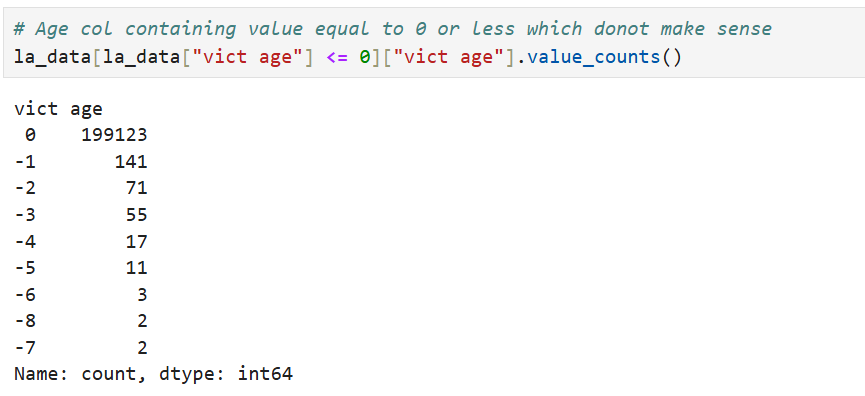 # Age col containing value equal to 0 or less which donot make sense
la_data[la_data["vict age"] <= 0]["vict age"].value_counts()
vict age
0 199123
-1 141
-2 71
-3 55
-4 17
-5 11
-6 3
-8 2
-7 2
Name: count, dtype: int64